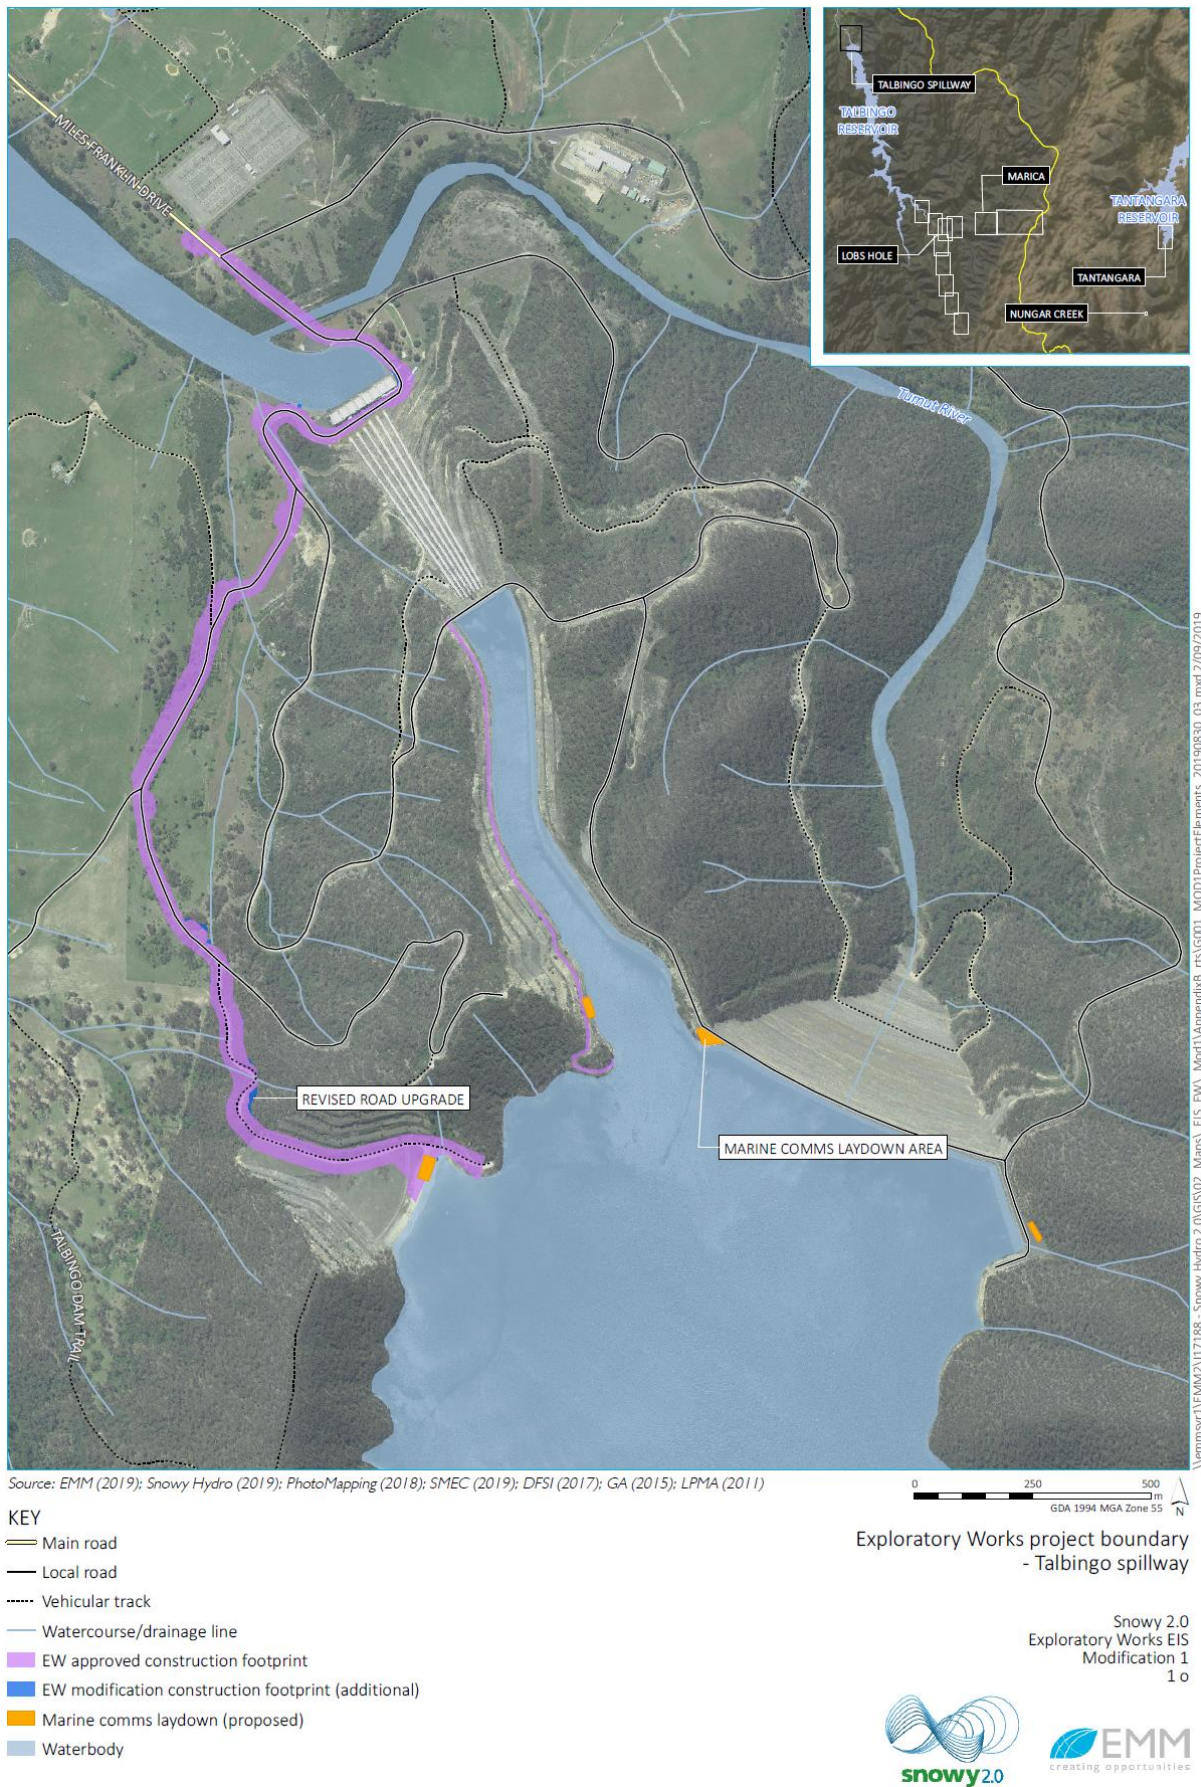 MILES FRANKLIN DRIVE
TALBINGO SPILLWAY
TALBINGO
RESERVOIR
MARICA
TANTANGARA
RESERVOIR
LOBS HOLE
TANTANGARA
NUNGAR CREEK
Tumut River
REVISED ROAD UPGRADE
MARINE COMMS LAYDOWN AREA
TALBINGO DAM TRAIL
Source: EMM (2019); Snowy Hydro (2019); PhotoMapping (2018); SMEC (2019); DFSI (2017); GA (2015); LPMA (2011)
0 250 500
m
GDA 1994 MGA Zone 55
N
KEY
Main road
Local road
Vehicular track
Watercourse/drainage line
EW approved construction footprint
EW modification construction footprint (additional)
Marine comms laydown (proposed)
Waterbody
Exploratory Works project boundary
- Talbingo spillway
Snowy 2.0
Exploratory Works EIS
Modification 1
1 o
snowy2.0
EMM
creating opportunities